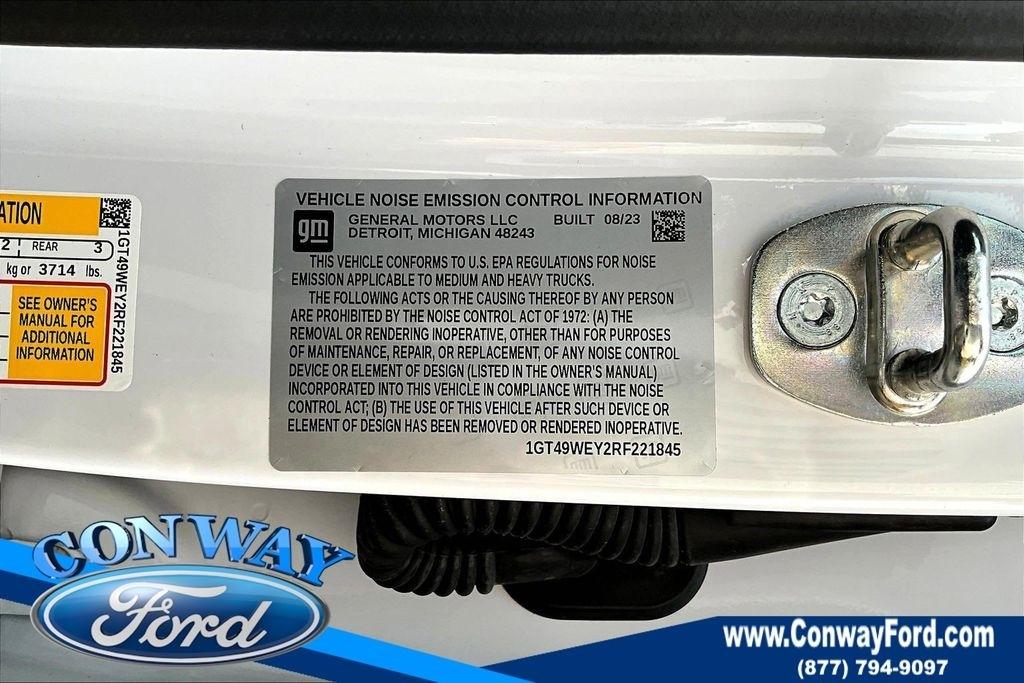 ATION
2 REAR 3
kg or 3714 lbs.
SEE OWNER'S
MANUAL FOR
ADDITIONAL
INFORMATION
1GT49WEY2RF221845
VEHICLE NOISE EMISSION CONTROL INFORMATION
gm
GENERAL MOTORS LLC BUILT 08/23
DETROIT, MICHIGAN 48243
THIS VEHICLE CONFORMS TO U.S. EPA REGULATIONS FOR NOISE
EMISSION APPLICABLE TO MEDIUM AND HEAVY TRUCKS.
THE FOLLOWING ACTS OR THE CAUSING THEREOF BY ANY PERSON
ARE PROHIBITED BY THE NOISE CONTROL ACT OF 1972: (A) THE
REMOVAL OR RENDERING INOPERATIVE, OTHER THAN FOR PURPOSES
OF MAINTENANCE, REPAIR, OR REPLACEMENT, OF ANY NOISE CONTROL
DEVICE OR ELEMENT OF DESIGN (LISTED IN THE OWNER'S MANUAL)
INCORPORATED INTO THIS VEHICLE IN COMPLIANCE WITH THE NOISE
CONTROL ACT; (B) THE USE OF THIS VEHICLE AFTER SUCH DEVICE OR
ELEMENT OF DESIGN HAS BEEN REMOVED OR RENDERED INOPERATIVE.
1GT49WEY2RF221845
CONWAY
Ford
www.ConwayFord.com
(877) 794-9097